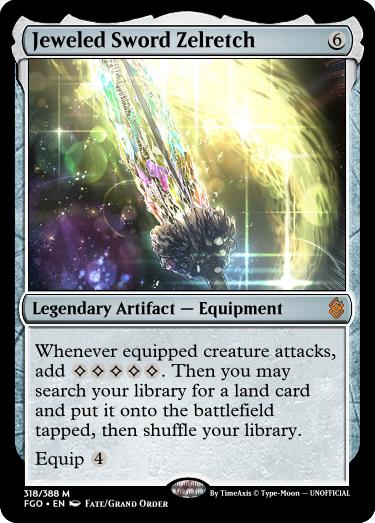 Jeweled Sword Zelretch 6
Legendary Artifact — Equipment
Whenever equipped creature attacks,
add ◇◇◇◇◇. Then you may
search your library for a land card
and put it onto the battlefield
tapped, then shuffle your library.
Equip 4
318/388 M
FGO • EN Fate/Grand Order
By TimeAxis © Type-Moon — UNOFFICIAL